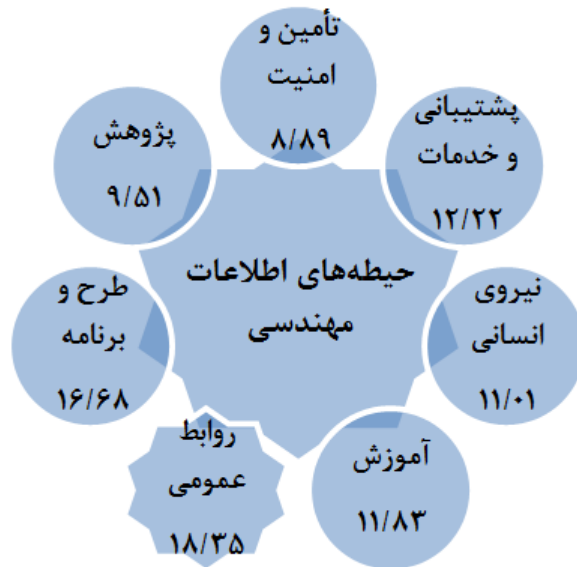 تأمین و
امنیت
۸/۸۹
پشتیبانی
و خدمات
۱۲/۲۲
نیروی
انسانی
۱۱/۰۱
آموزش
۱۱/۸۳
روابط
عمومی
۱۸/۳۵
طرح و
برنامه
۱۶/۶۸
پژوهش
۹/۵۱
حیطه‌های اطلاعات
مهندسی